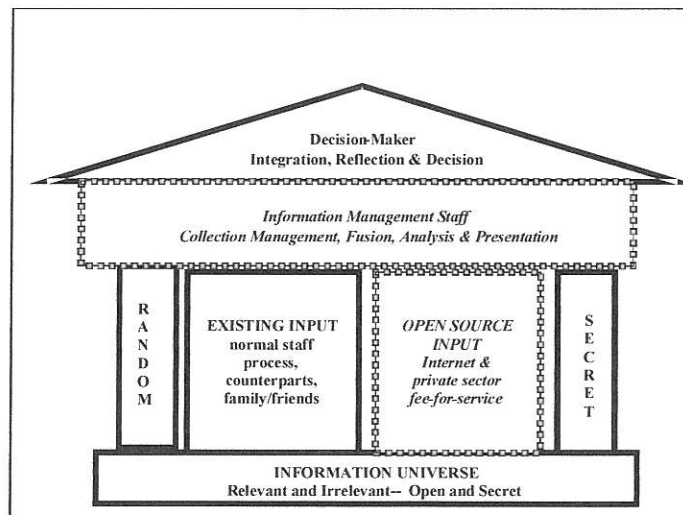 Decision-Maker
Integration, Reflection & Decision
Information Management Staff
Collection Management, Fusion, Analysis & Presentation
RANDOM
EXISTING INPUT
normal staff
process,
counterparts,
family/friends
OPEN SOURCE
INPUT
Internet &
private sector
fee-for-service
SECRET
INFORMATION UNIVERSE
Relevant and Irrelevant-- Open and Secret